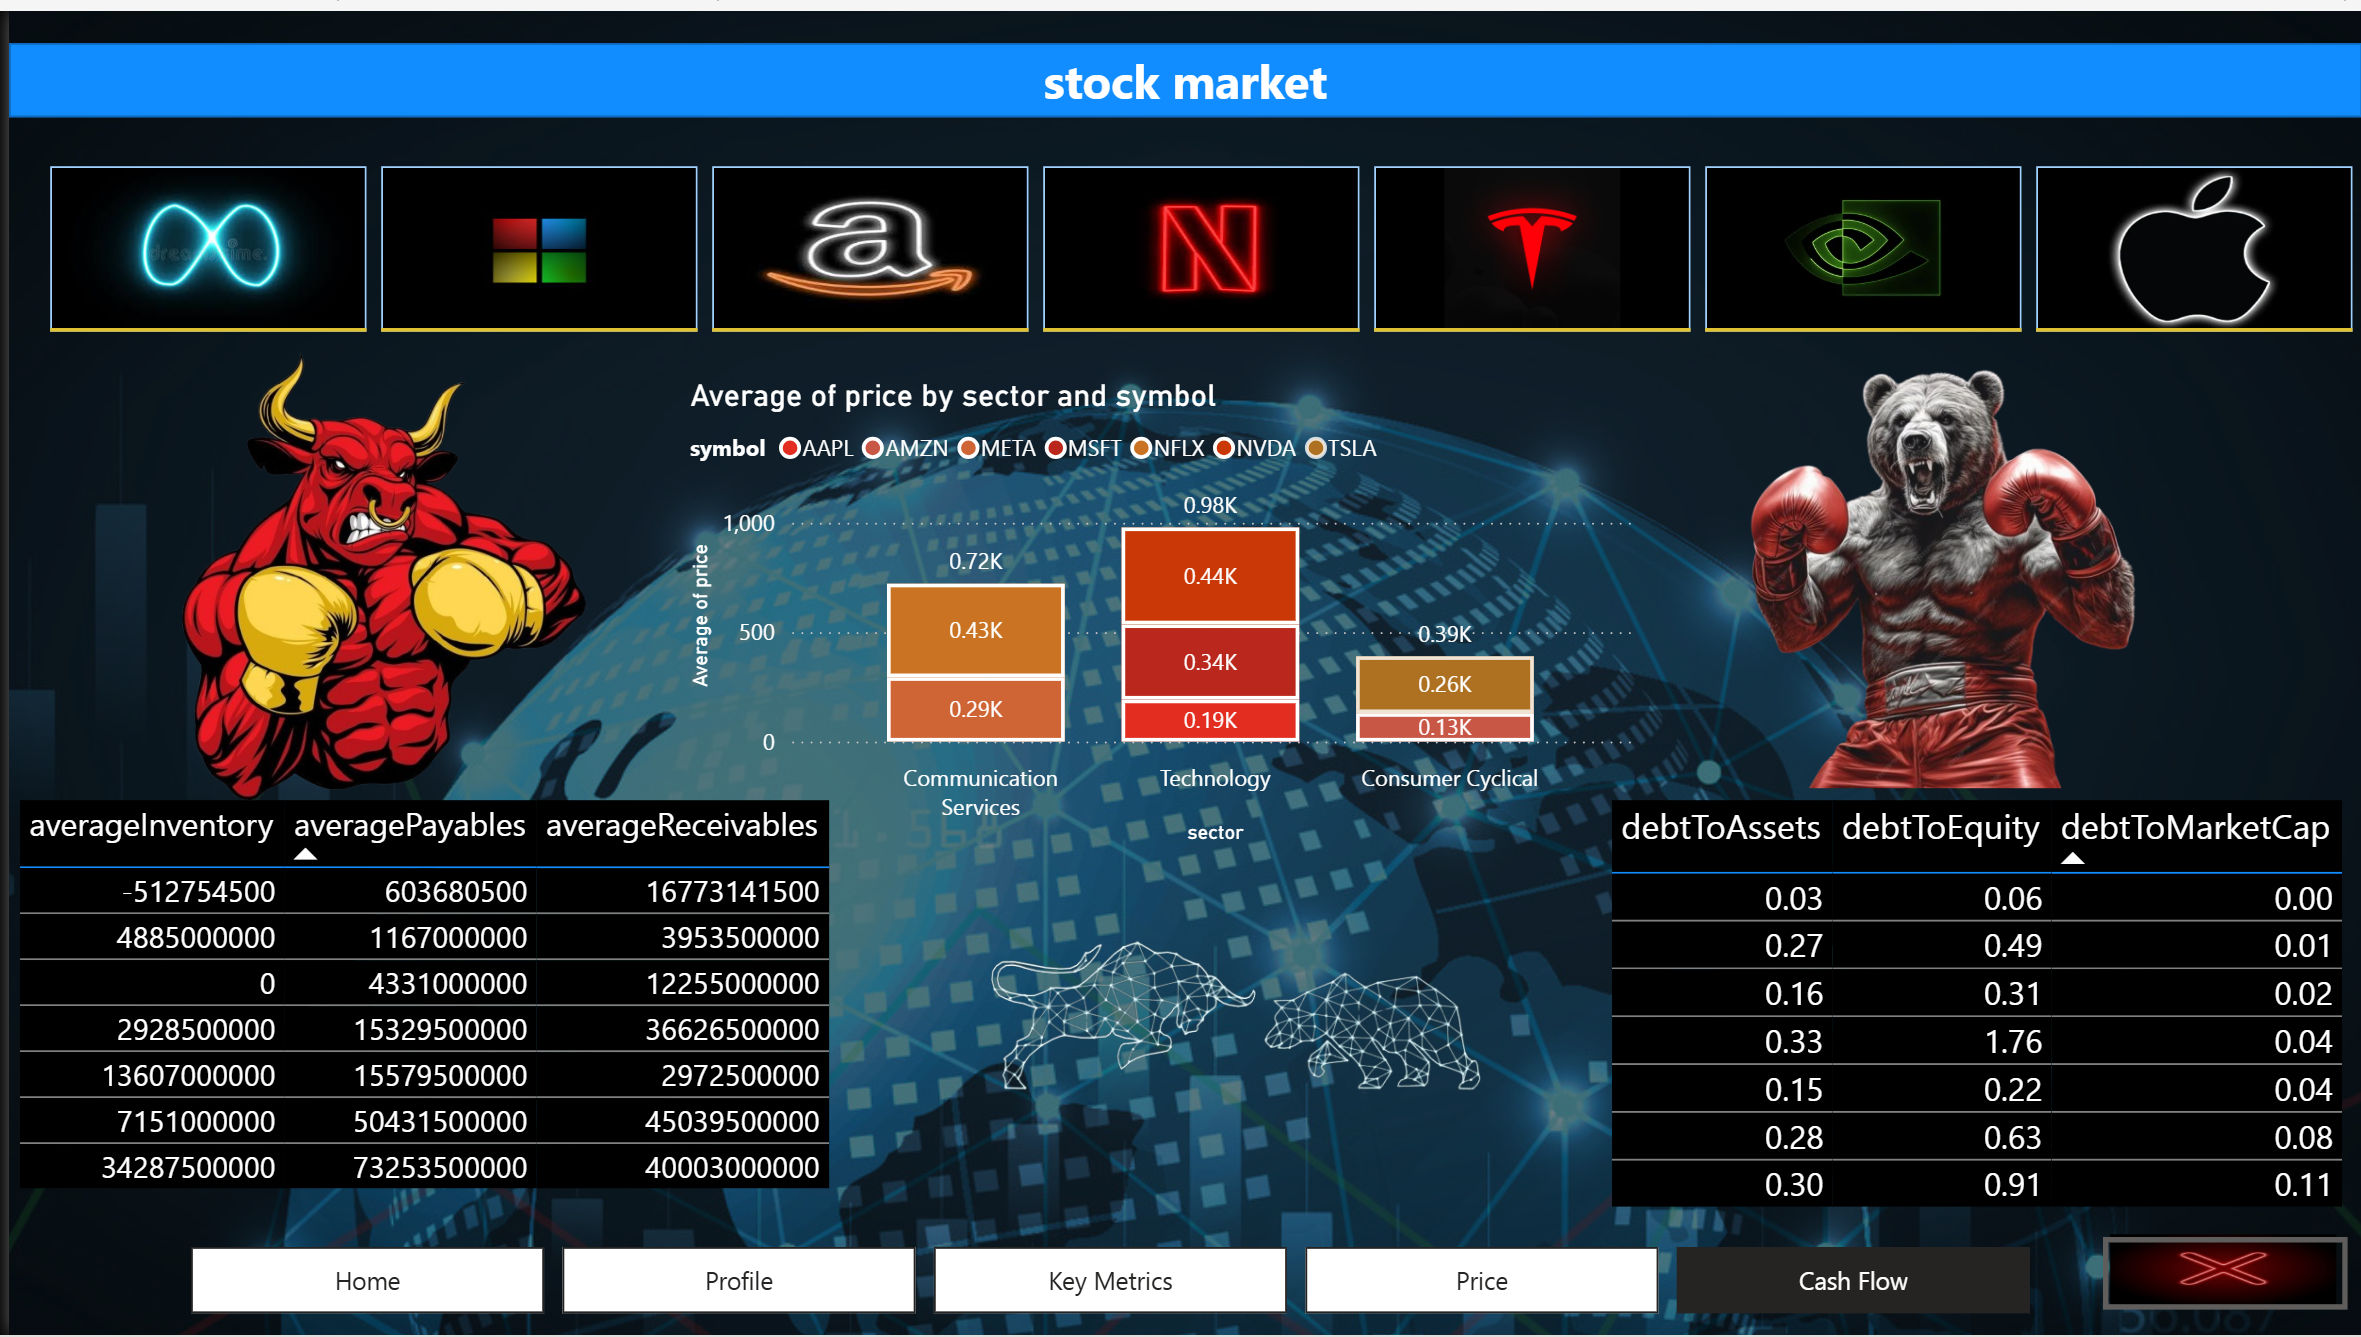 stock market
Average of price by sector and symbol
symbol AAPL AMZN META MSFT NFLX NVDA TSLA
Average of price
1,000
500
0
0.72K
0.43K
0.29K
0.98K
0.44K
0.34K
0.19K
0.39K
0.26K
0.13K
Communication
Services
Technology
Consumer Cyclical
sector
averageInventory averagePayables averageReceivables
-512754500 603680500 16773141500
4885000000 1167000000 3953500000
0 4331000000 12255000000
2928500000 15329500000 36626500000
13607000000 15579500000 2972500000
7151000000 50431500000 45039500000
34287500000 73253500000 40003000000
debtToAssets debtToEquity debtToMarketCap
0.03 0.06 0.00
0.27 0.49 0.01
0.16 0.31 0.02
0.33 1.76 0.04
0.15 0.22 0.04
0.28 0.63 0.08
0.30 0.91 0.11
Home Profile Key Metrics Price Cash Flow